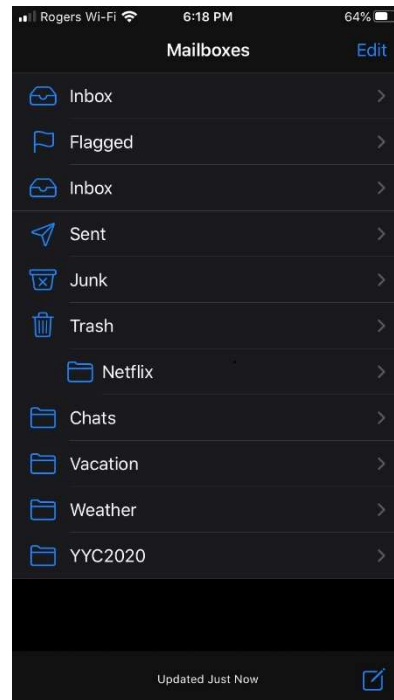 Rogers Wi-Fi 6:18 PM 64%
Mailboxes Edit
Inbox
Flagged
Inbox
Sent
Junk
Trash
Netflix
Chats
Vacation
Weather
YYC2020
Updated Just Now